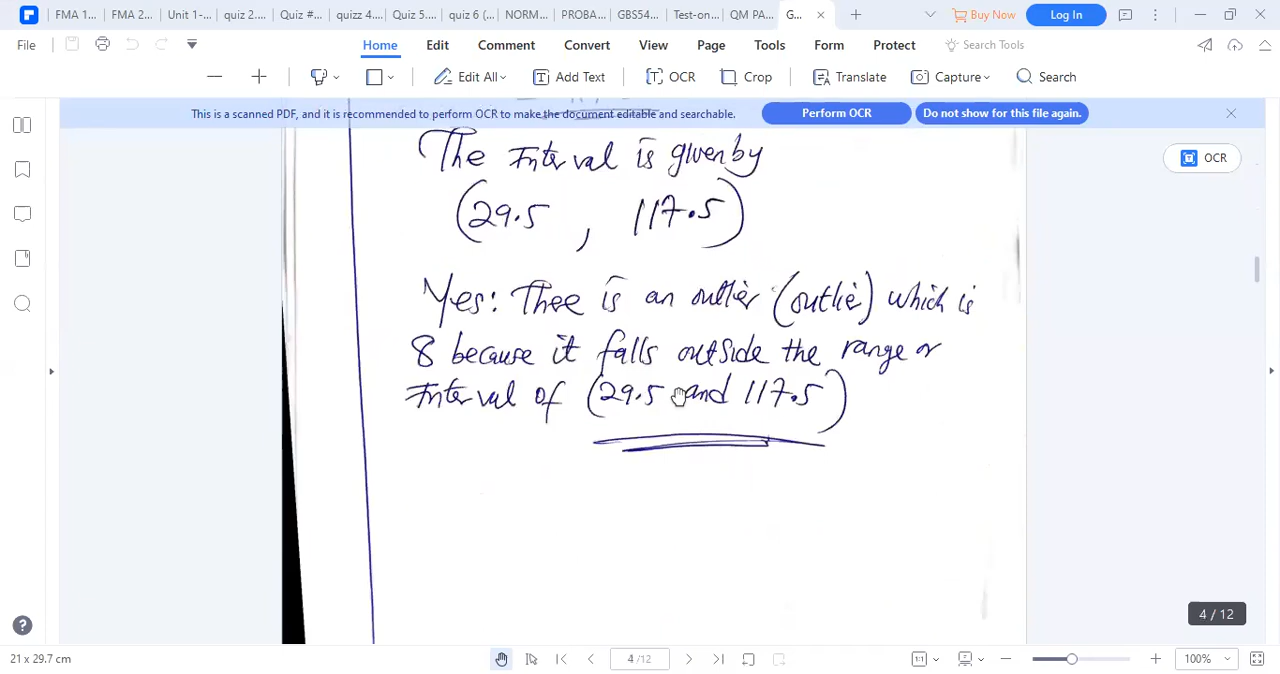 FMA 1... FMA 2... Unit 1-... quiz 2.... Quiz #... quizz 4.... Quiz 5.... quiz 6 (... NORM... PROBA... GBS54... Test-on... QM PA... G... Buy Now Log In
File Home Edit Comment Convert View Page Tools Form Protect Search Tools
Edit All Add Text OCR Crop Translate Capture Search
This is a scanned PDF, and it is recommended to perform OCR to make the document editable and searchable. Perform OCR Do not show for this file again.
OCR
The Interval is given by
(29.5 , 117.5)
Yes: Thee is an outlier (outlie) which is
8 because it falls outside the range or
Interval of (29.5 and 117.5)
4 / 12
21 x 29.7 cm 4 /12 1:1 100%